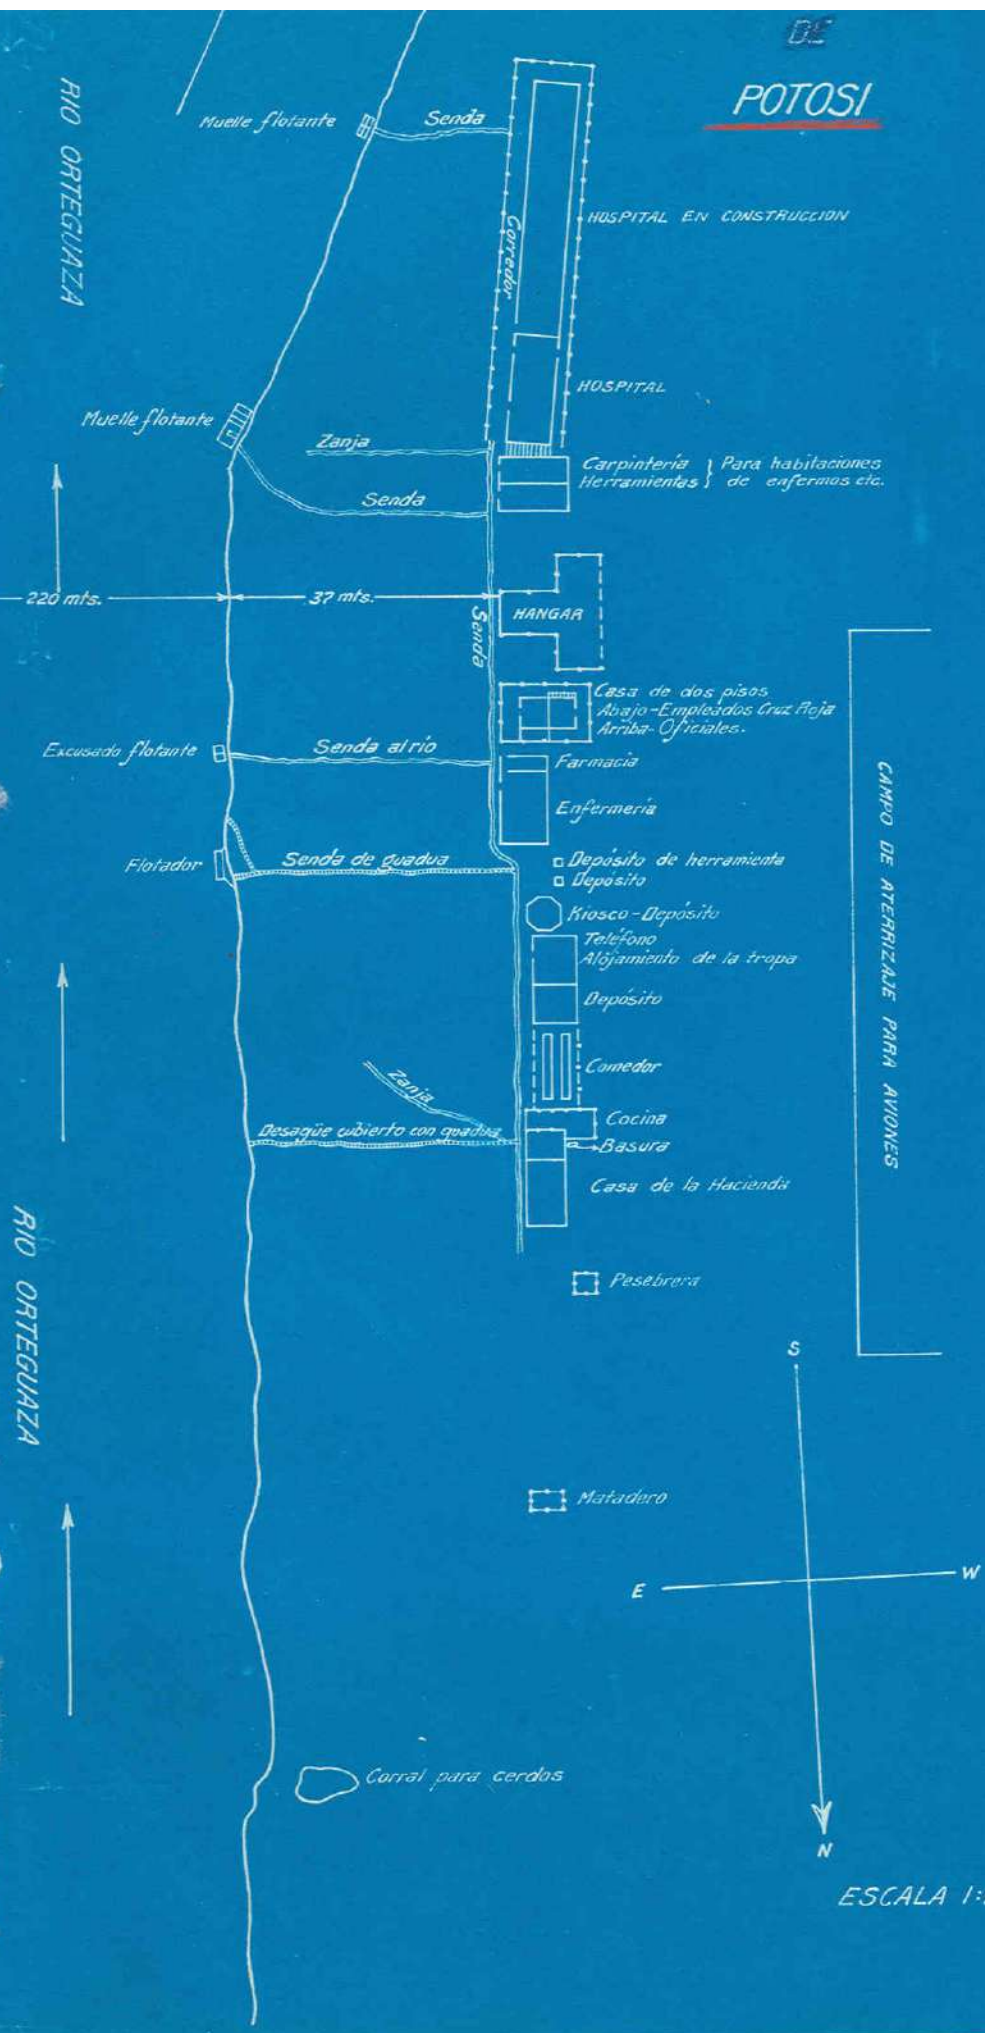 DE
POTOSI
RIO ORTEGUAZA
Muelle flotante
Senda
HOSPITAL EN CONSTRUCCION
Corredor
HOSPITAL
Muelle flotante
Zanja
Carpintería } Para habitaciones
Herramientas } de enfermos etc.
Senda
220 mts.
37 mts.
HANGAR
Senda
Casa de dos pisos
Abajo-Empleados Cruz Roja
Arriba-Oficiales.
Excusado flotante
Senda al río
Farmacia
Enfermería
CAMPO DE ATERRIZAJE PARA AVIONES
Flotador
Senda de guadua
Depósito de herramienta
Depósito
Kiosco-Depósito
Teléfono
Alojamiento de la tropa
Depósito
Comedor
Zanja
Cocina
Desagüe cubierto con guadua
Basura
Casa de la Hacienda
RIO ORTEGUAZA
Pesebrera
S
Matadero
E
W
Corral para cerdos
N
ESCALA 1: